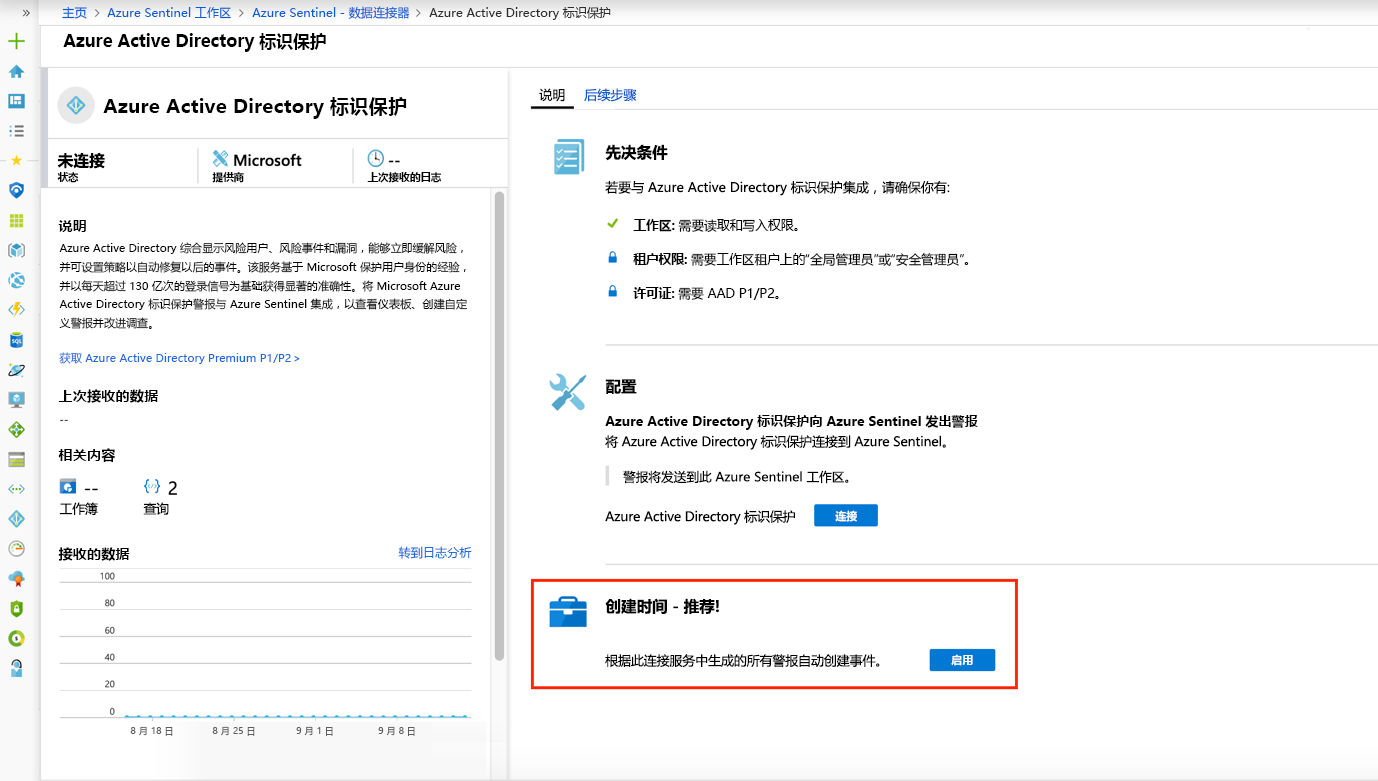 » 主页 > Azure Sentinel 工作区 > Azure Sentinel - 数据连接器 > Azure Active Directory 标识保护
Azure Active Directory 标识保护
Azure Active Directory 标识保护
未连接
状态
Microsoft
提供商
--
上次接收的日志
说明
Azure Active Directory 综合显示风险用户、风险事件和漏洞，能够立即缓解风险，
并可设置策略以自动修复以后的事件。该服务基于 Microsoft 保护用户身份的经验，
并以每天超过 130 亿次的登录信号为基础获得显著的准确性。将 Microsoft Azure
Active Directory 标识保护警报与 Azure Sentinel 集成，以查看仪表板、创建自定
义警报并改进调查。
获取 Azure Active Directory Premium P1/P2 >
上次接收的数据
--
相关内容
--
工作簿
2
查询
接收的数据
转到日志分析
100
80
60
40
20
0
8 月 18 日 8 月 25 日 9 月 1 日 9 月 8 日
说明 后续步骤
先决条件
若要与 Azure Active Directory 标识保护集成，请确保你有:
工作区: 需要读取和写入权限。
租户权限: 需要工作区租户上的“全局管理员”或“安全管理员”。
许可证: 需要 AAD P1/P2。
配置
Azure Active Directory 标识保护向 Azure Sentinel 发出警报
将 Azure Active Directory 标识保护连接到 Azure Sentinel。
警报将发送到此 Azure Sentinel 工作区。
Azure Active Directory 标识保护 连接
创建时间 - 推荐!
根据此连接服务中生成的所有警报自动创建事件。 启用
SQL